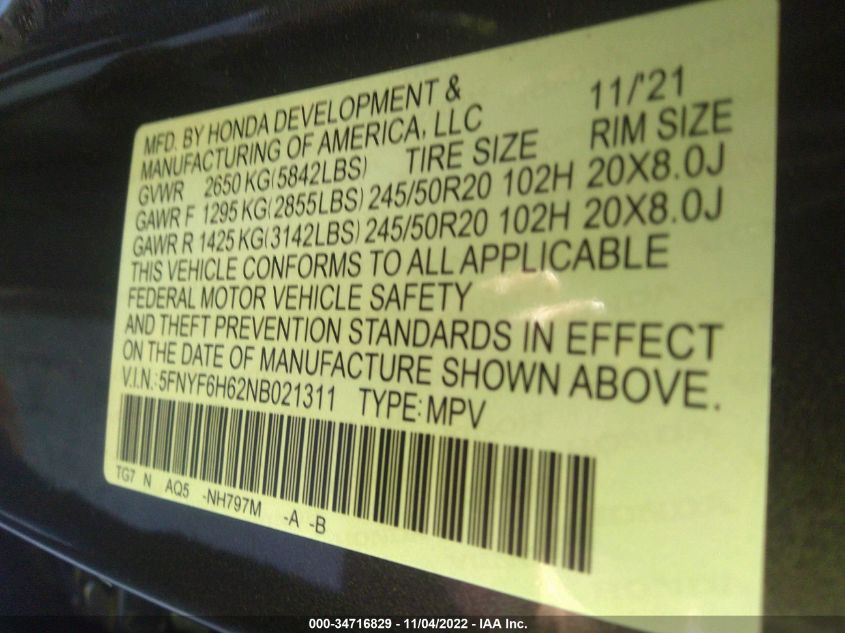 MFD. BY HONDA DEVELOPMENT & 11/'21
MANUFACTURING OF AMERICA, LLC
GVWR 2650 KG(5842LBS) TIRE SIZE RIM SIZE
GAWR F 1295 KG(2855LBS) 245/50R20 102H 20X8.0J
GAWR R 1425 KG(3142LBS) 245/50R20 102H 20X8.0J
THIS VEHICLE CONFORMS TO ALL APPLICABLE
FEDERAL MOTOR VEHICLE SAFETY
AND THEFT PREVENTION STANDARDS IN EFFECT
ON THE DATE OF MANUFACTURE SHOWN ABOVE.
V.I.N.: 5FNYF6H62NB021311 TYPE: MPV
TG7 N AQ5 -NH797M -A -B
000-34716829 - 11/04/2022 - IAA Inc.